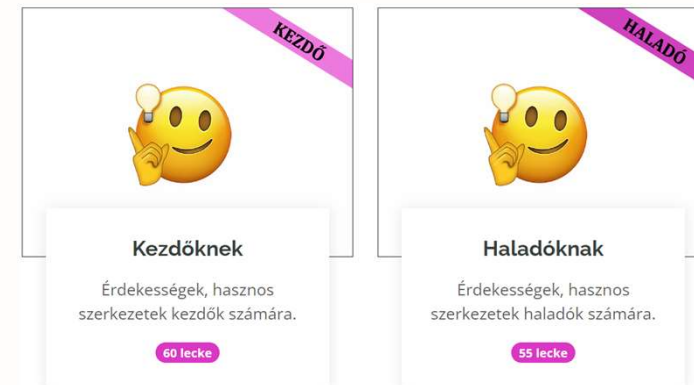 KEZDŐ
Kezdőknek
Érdekességek, hasznos
szerkezetek kezdők számára.
60 lecke
HALADÓ
Haladóknak
Érdekességek, hasznos
szerkezetek haladók számára.
55 lecke